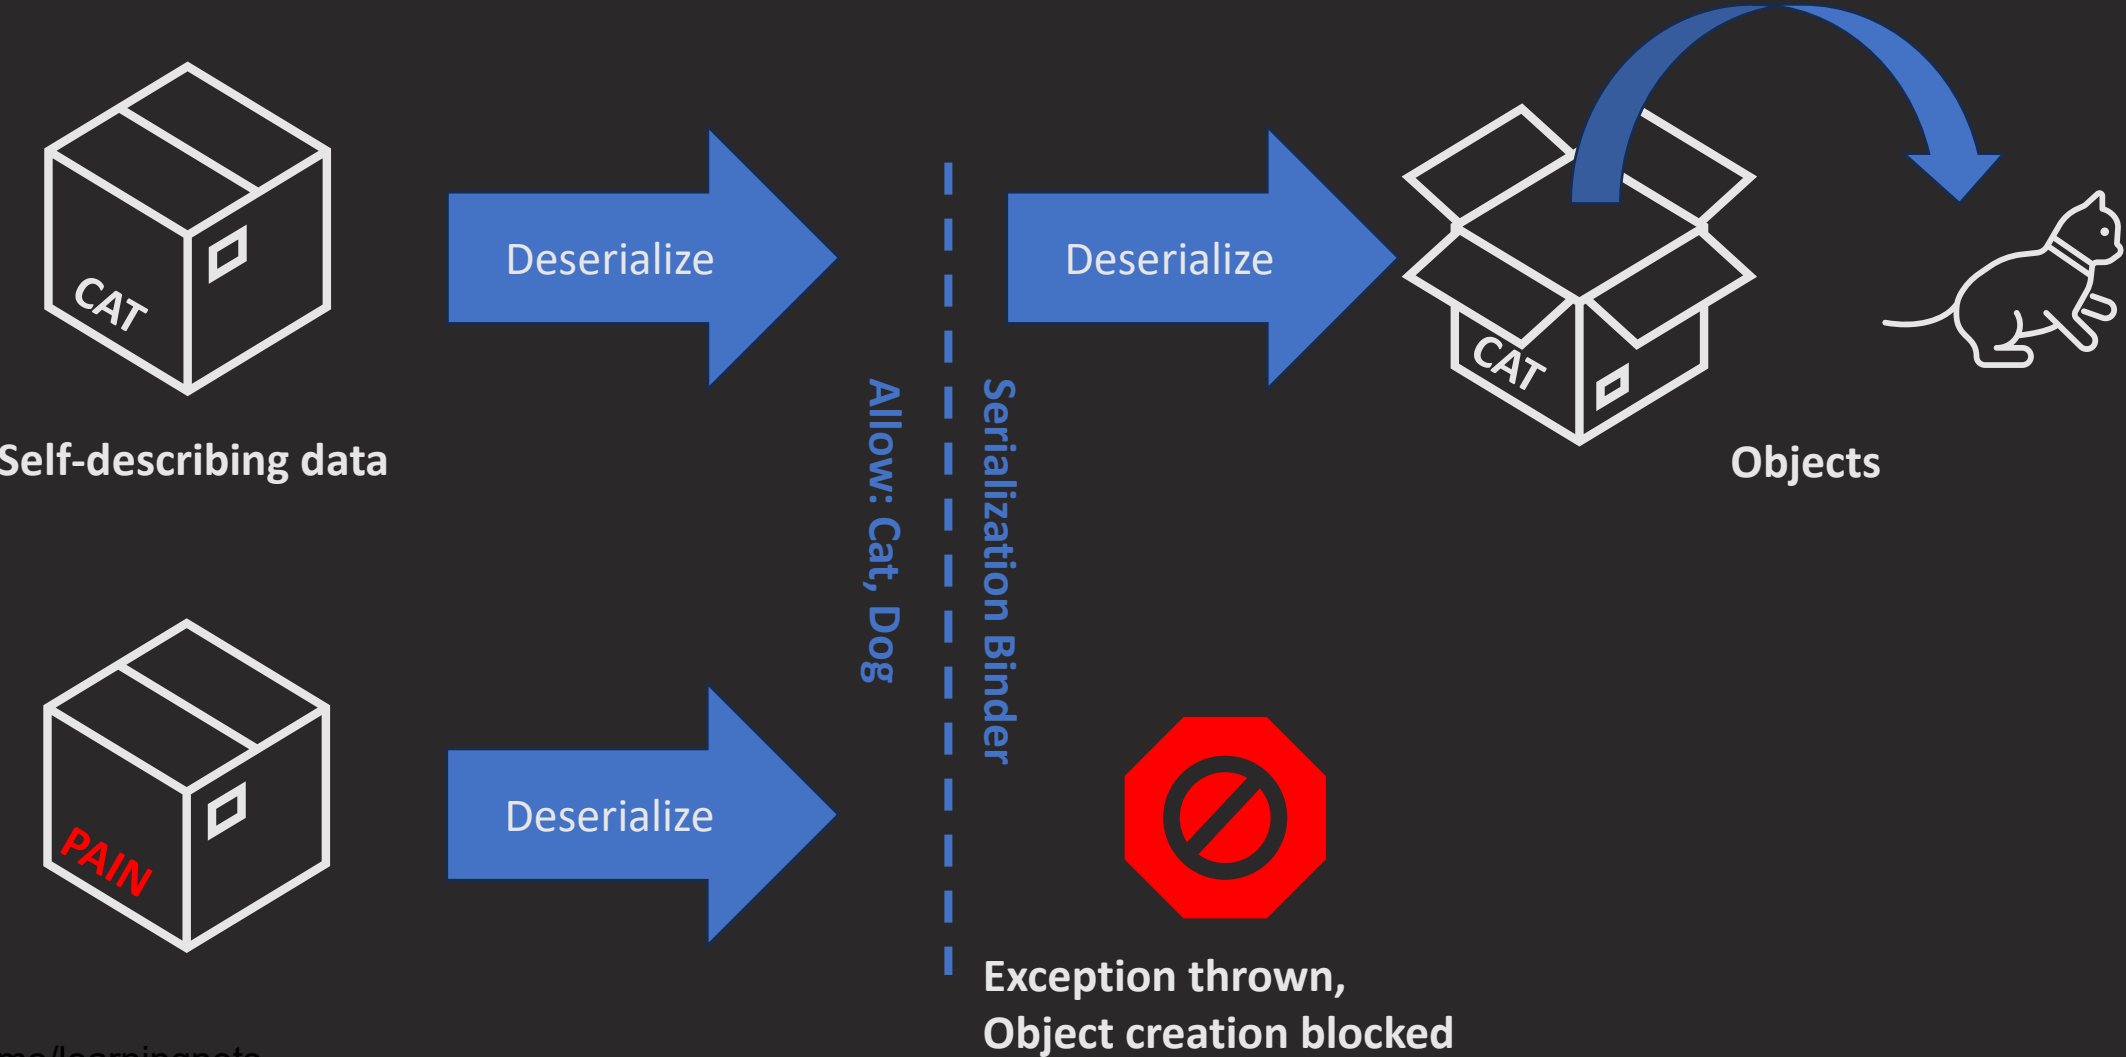 CAT
Deserialize
Deserialize
CAT
Self-describing data
Allow: Cat, Dog
Serialization Binder
Objects
PAIN
Deserialize
Exception thrown,
Object creation blocked